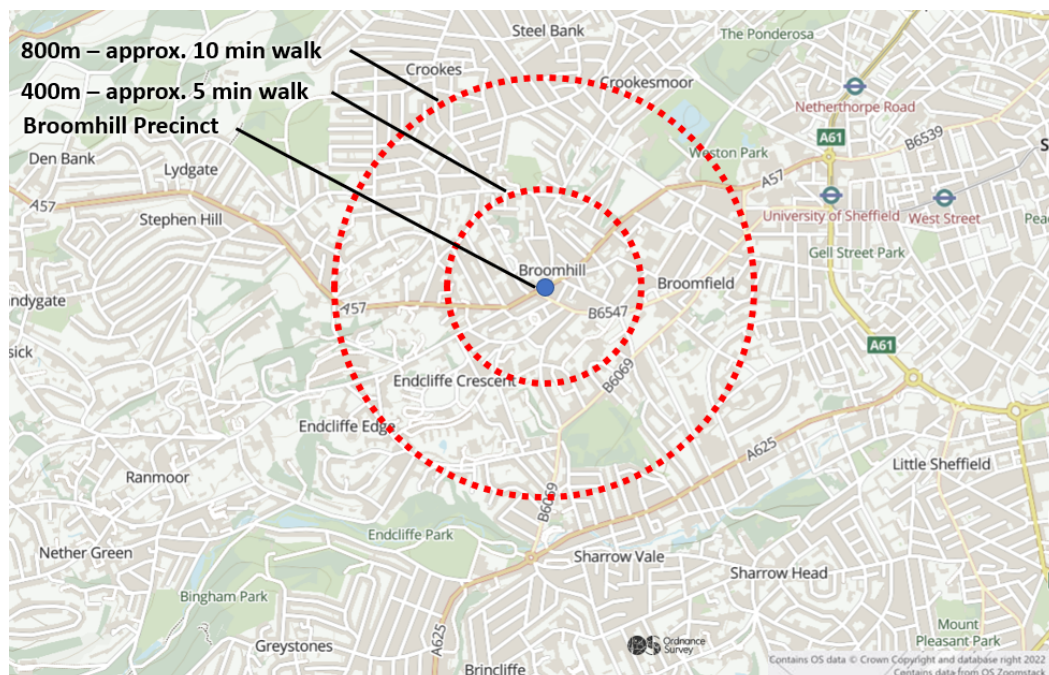 Steel Bank
The Ponderosa
800m – approx. 10 min walk
Crookes
Crookesmoor
400m – approx. 5 min walk
Netherthorpe Road
Broomhill Precinct
A61
B6539
Den Bank
Weston Park
Lydgate
A57
A57
Stephen Hill
University of Sheffield
West Street
Gell Street Park
Broomhill
Broomfield
A57
B6547
A61
Endcliffe Crescent
B6069
Endcliffe Edge
A625
Ranmoor
Little Sheffield
B6069
Endcliffe Park
Nether Green
Sharrow Vale
Sharrow Head
Bingham Park
A625
Mount
Pleasant Park
Greystones
Ordnance
Survey
Brincliffe
Contains OS data © Crown Copyright and database right 2022
Contains data from OS Zoomstack